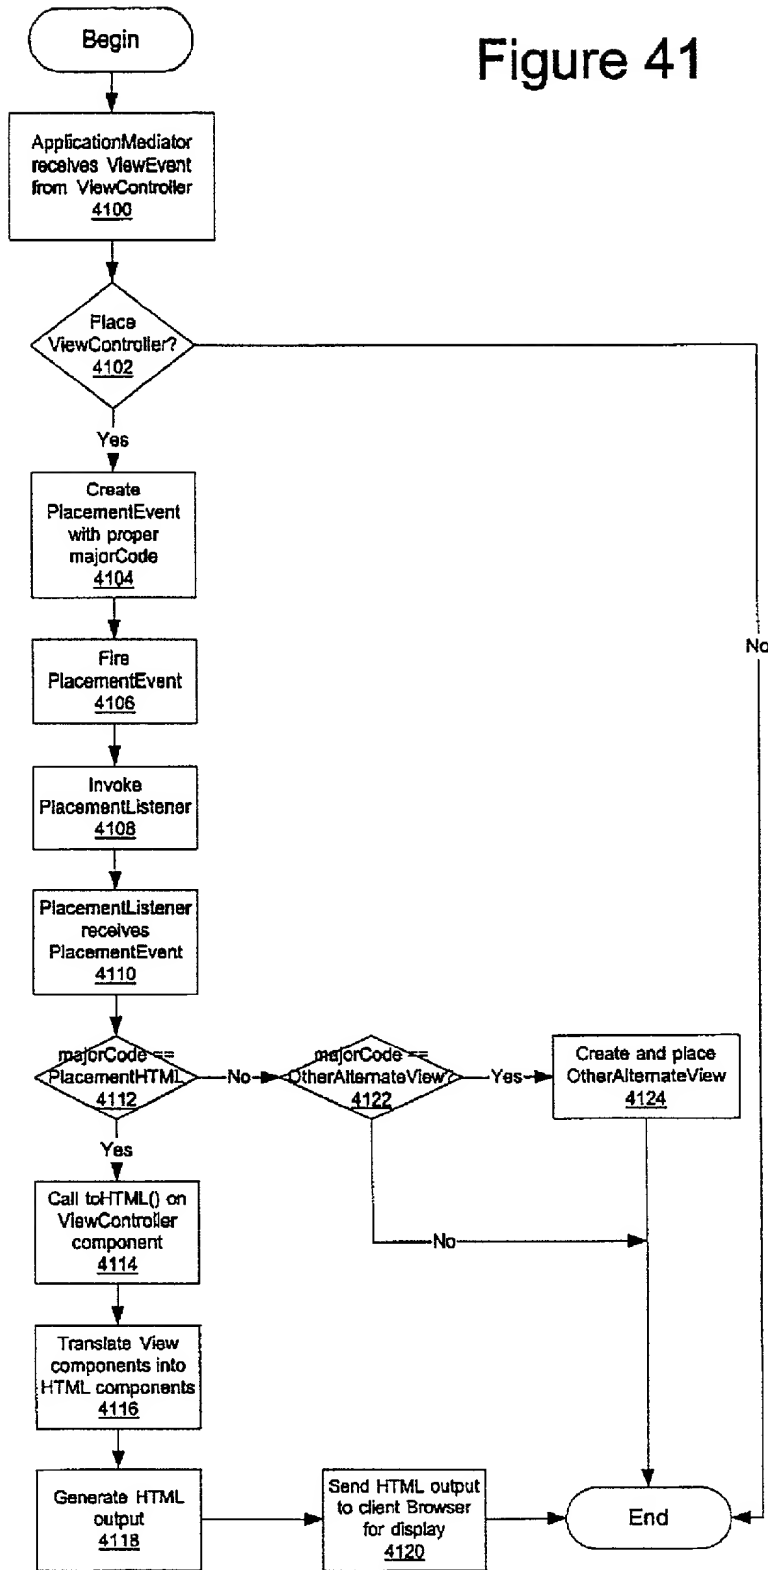 Begin
Figure 41
ApplicationMediator
receives ViewEvent
from ViewController
4100
Place
ViewController?
4102
Yes
Create
PlacementEvent
with proper
majorCode
4104
No
Fire
PlacementEvent
4106
Invoke
PlacementListener
4108
PlacementListener
receives
PlacementEvent
4110
majorCode ==
PlacementHTML
4112
No
majorCode ==
OtherAlternateView?
4122
Yes
Create and place
OtherAlternateView
4124
Yes
Call toHTML() on
ViewController
component
4114
No
Translate View
components into
HTML components
4116
Generate HTML
output
4118
Send HTML output
to client Browser
for display
4120
End